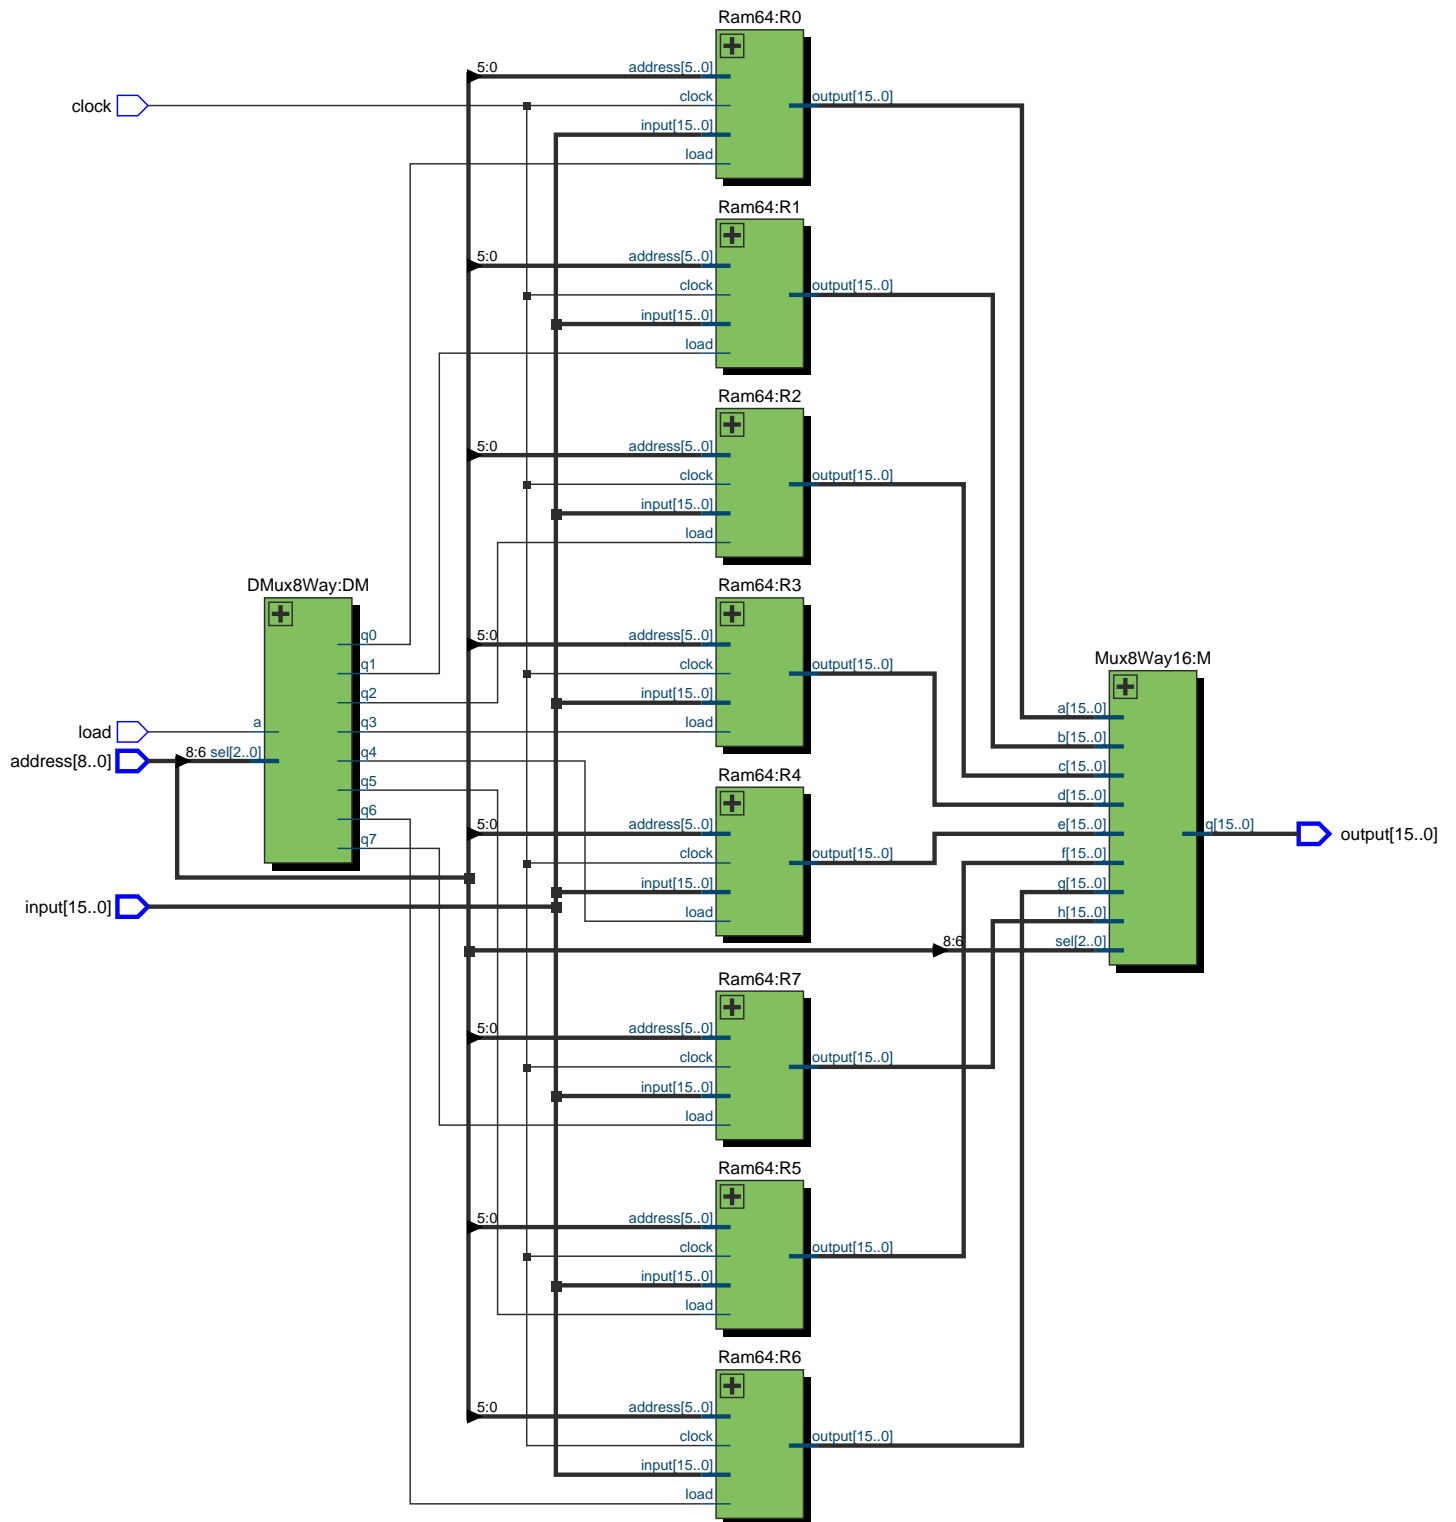 Ram64:R0
5:0
address[5..0]
clock
input[15..0]
load
output[15..0]
clock
Ram64:R1
5:0
address[5..0]
clock
input[15..0]
load
output[15..0]
Ram64:R2
5:0
address[5..0]
clock
input[15..0]
load
output[15..0]
DMux8Way:DM
q0
q1
q2
q3
q4
q5
q6
q7
a
8:6 sel[2..0]
load
address[8..0]
input[15..0]
Ram64:R3
5:0
address[5..0]
clock
input[15..0]
load
output[15..0]
Ram64:R4
5:0
address[5..0]
clock
input[15..0]
load
output[15..0]
Mux8Way16:M
a[15..0]
b[15..0]
c[15..0]
d[15..0]
e[15..0]
f[15..0]
g[15..0]
h[15..0]
8:6
sel[2..0]
q[15..0]
output[15..0]
Ram64:R7
5:0
address[5..0]
clock
input[15..0]
load
output[15..0]
Ram64:R5
5:0
address[5..0]
clock
input[15..0]
load
output[15..0]
Ram64:R6
5:0
address[5..0]
clock
input[15..0]
load
output[15..0]